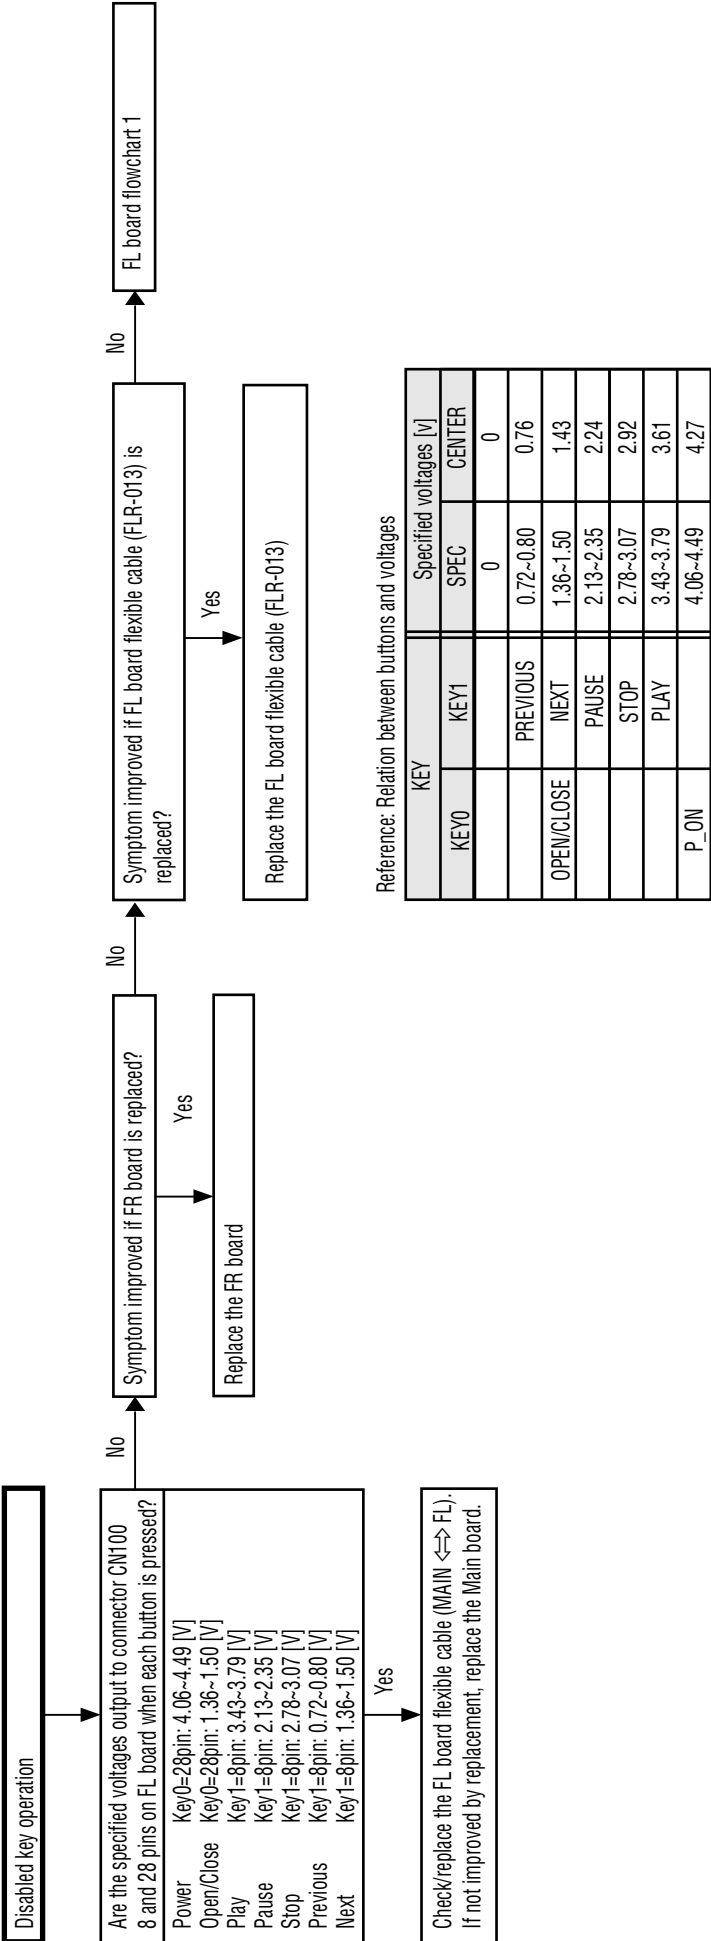 Disabled key operation
Are the specified voltages output to connector CN100
8 and 28 pins on FL board when each button is pressed?
Power Key0=28pin: 4.06~4.49 [V]
Open/Close Key0=28pin: 1.36~1.50 [V]
Play Key1=8pin: 3.43~3.79 [V]
Pause Key1=8pin: 2.13~2.35 [V]
Stop Key1=8pin: 2.78~3.07 [V]
Previous Key1=8pin: 0.72~0.80 [V]
Next Key1=8pin: 1.36~1.50 [V]
Yes
Check/replace the FL board flexible cable (MAIN ⇔ FL).
If not improved by replacement, replace the Main board.
No
Symptom improved if FR board is replaced?
Yes
Replace the FR board
No
Symptom improved if FL board flexible cable (FLR-013) is
replaced?
Yes
Replace the FL board flexible cable (FLR-013)
No
FL board flowchart 1
Reference: Relation between buttons and voltages
KEY Specified voltages [v]
KEY0 KEY1 SPEC CENTER
0 0
PREVIOUS 0.72~0.80 0.76
OPEN/CLOSE NEXT 1.36~1.50 1.43
PAUSE 2.13~2.35 2.24
STOP 2.78~3.07 2.92
PLAY 3.43~3.79 3.61
P_ON 4.06~4.49 4.27